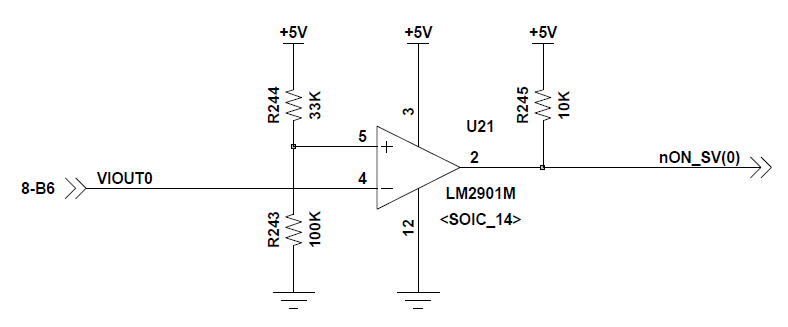 +5V
+5V
+5V
R244
33K
3
R245
10K
U21
5
+
2
nON_SV(0)
8-B6
VIOUT0
4
−
LM2901M
<SOIC_14>
R243
100K
12